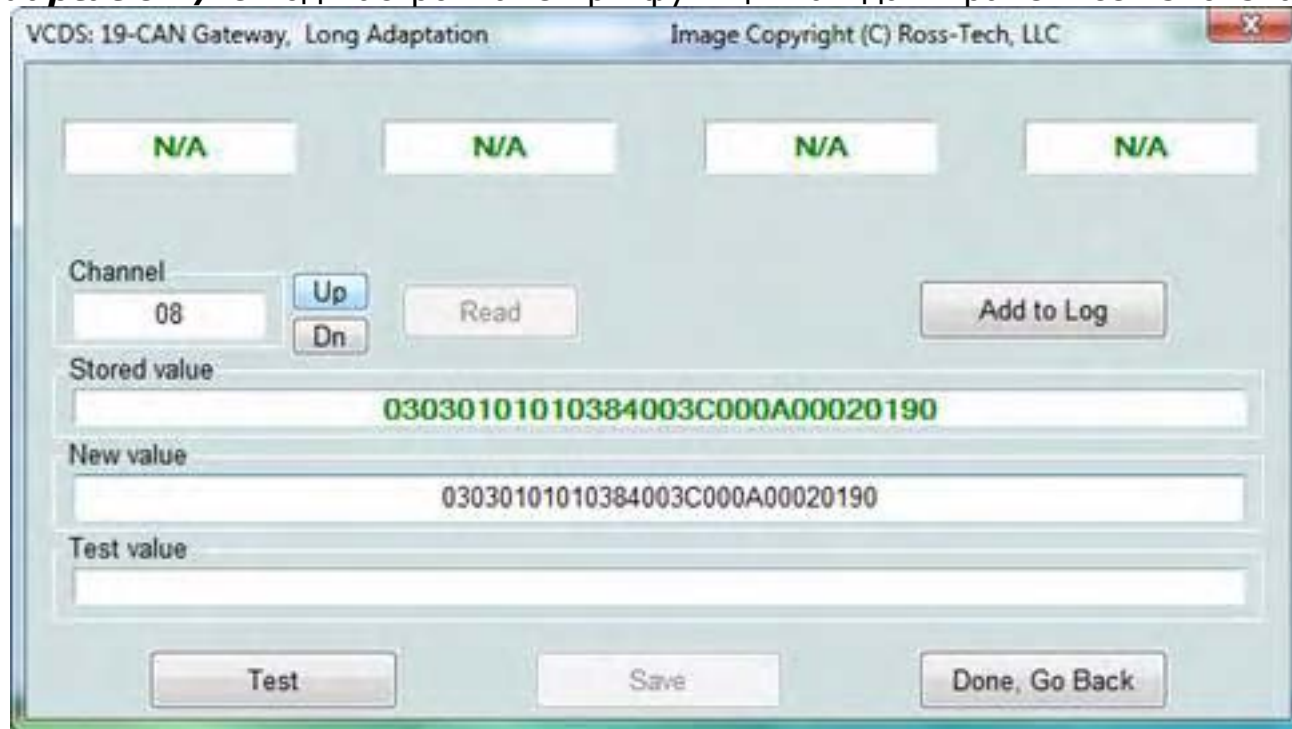 VCDS: 19-CAN Gateway, Long Adaptation Image Copyright (C) Ross-Tech, LLC
N/A N/A N/A N/A
Channel
08 Up Read Add to Log
Dn
Stored value
03030101010384003C000A00020190
New value
03030101010384003C000A00020190
Test value
Test Save Done, Go Back